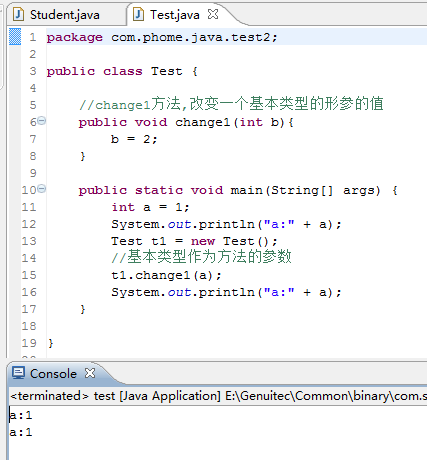 Student.java Test.java
1 package com.phome.java.test2;
2
3 public class Test {
4
5 //change1方法,改变一个基本类型的形参的值
6 public void change1(int b){
7 b = 2;
8 }
9
10 public static void main(String[] args) {
11 int a = 1;
12 System.out.println("a:" + a);
13 Test t1 = new Test();
14 //基本类型作为方法的参数
15 t1.change1(a);
16 System.out.println("a:" + a);
17 }
18
19 }
Console
<terminated> test [Java Application] E:\Genuitec\Common\binary\com.s
a:1
a:1